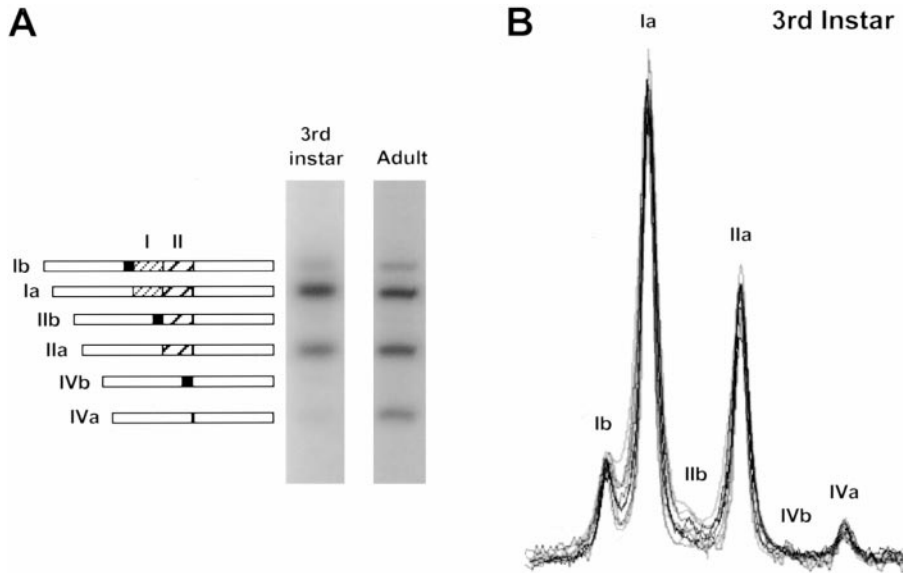 A
3rd
instar
Adult
I II
Ib
Ia
IIb
IIa
IVb
IVa
B
3rd Instar
Ia
IIa
Ib
IIb
IVb
IVa